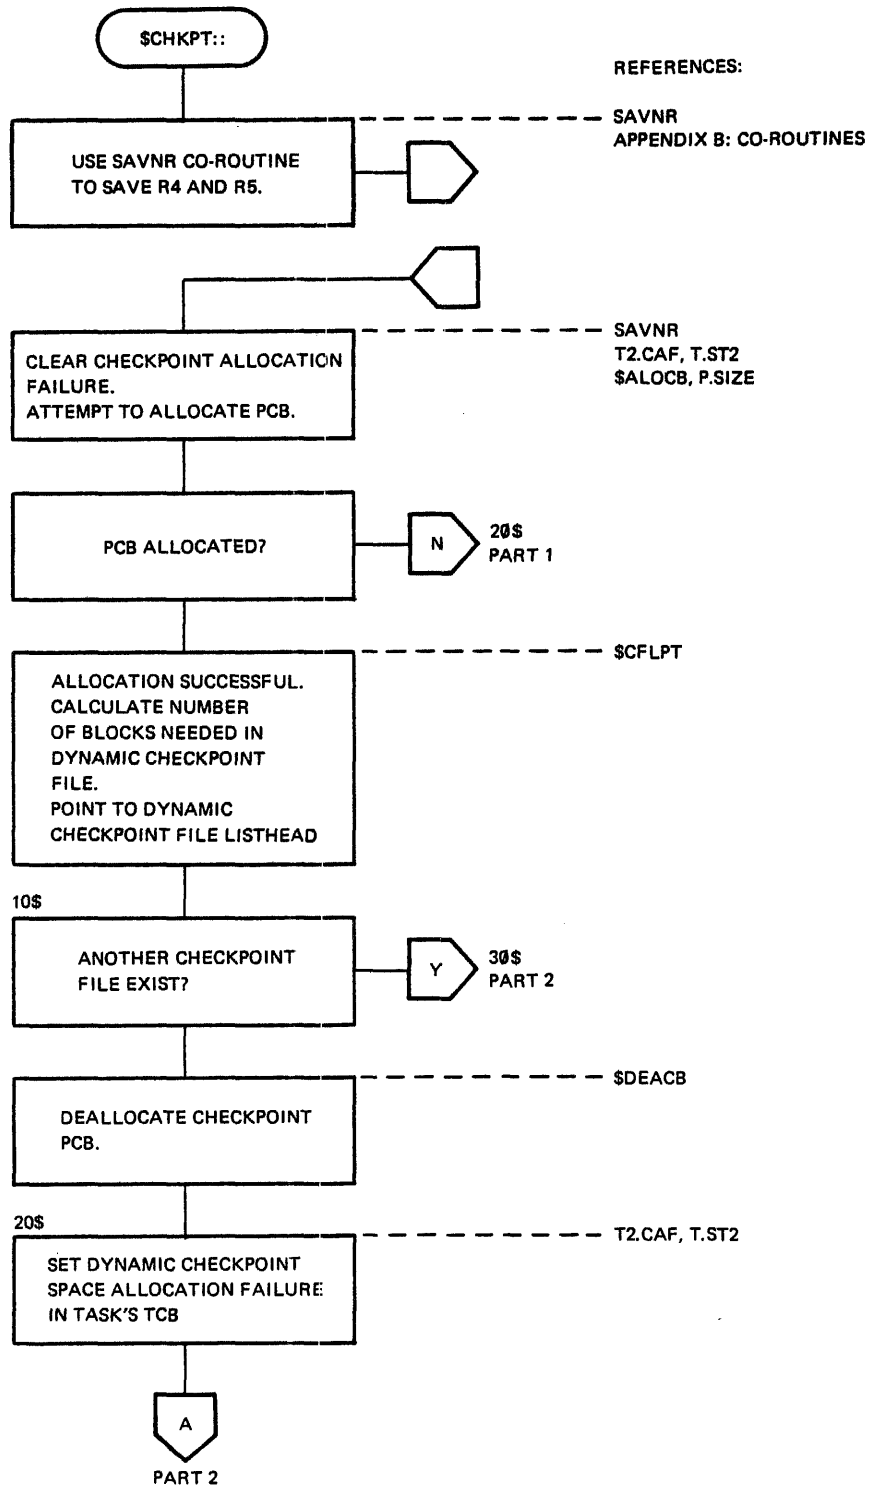 $CHKPT::
REFERENCES:
SAVNR
APPENDIX B: CO-ROUTINES
USE SAVNR CO-ROUTINE
TO SAVE R4 AND R5.
SAVNR
T2.CAF, T.ST2
$ALOCB, P.SIZE
CLEAR CHECKPOINT ALLOCATION
FAILURE.
ATTEMPT TO ALLOCATE PCB.
PCB ALLOCATED?
N
20$
PART 1
$CFLPT
ALLOCATION SUCCESSFUL.
CALCULATE NUMBER
OF BLOCKS NEEDED IN
DYNAMIC CHECKPOINT
FILE.
POINT TO DYNAMIC
CHECKPOINT FILE LISTHEAD
10$
ANOTHER CHECKPOINT
FILE EXIST?
Y
30$
PART 2
$DEACB
DEALLOCATE CHECKPOINT
PCB.
20$
T2.CAF, T.ST2
SET DYNAMIC CHECKPOINT
SPACE ALLOCATION FAILURE
IN TASK'S TCB
A
PART 2